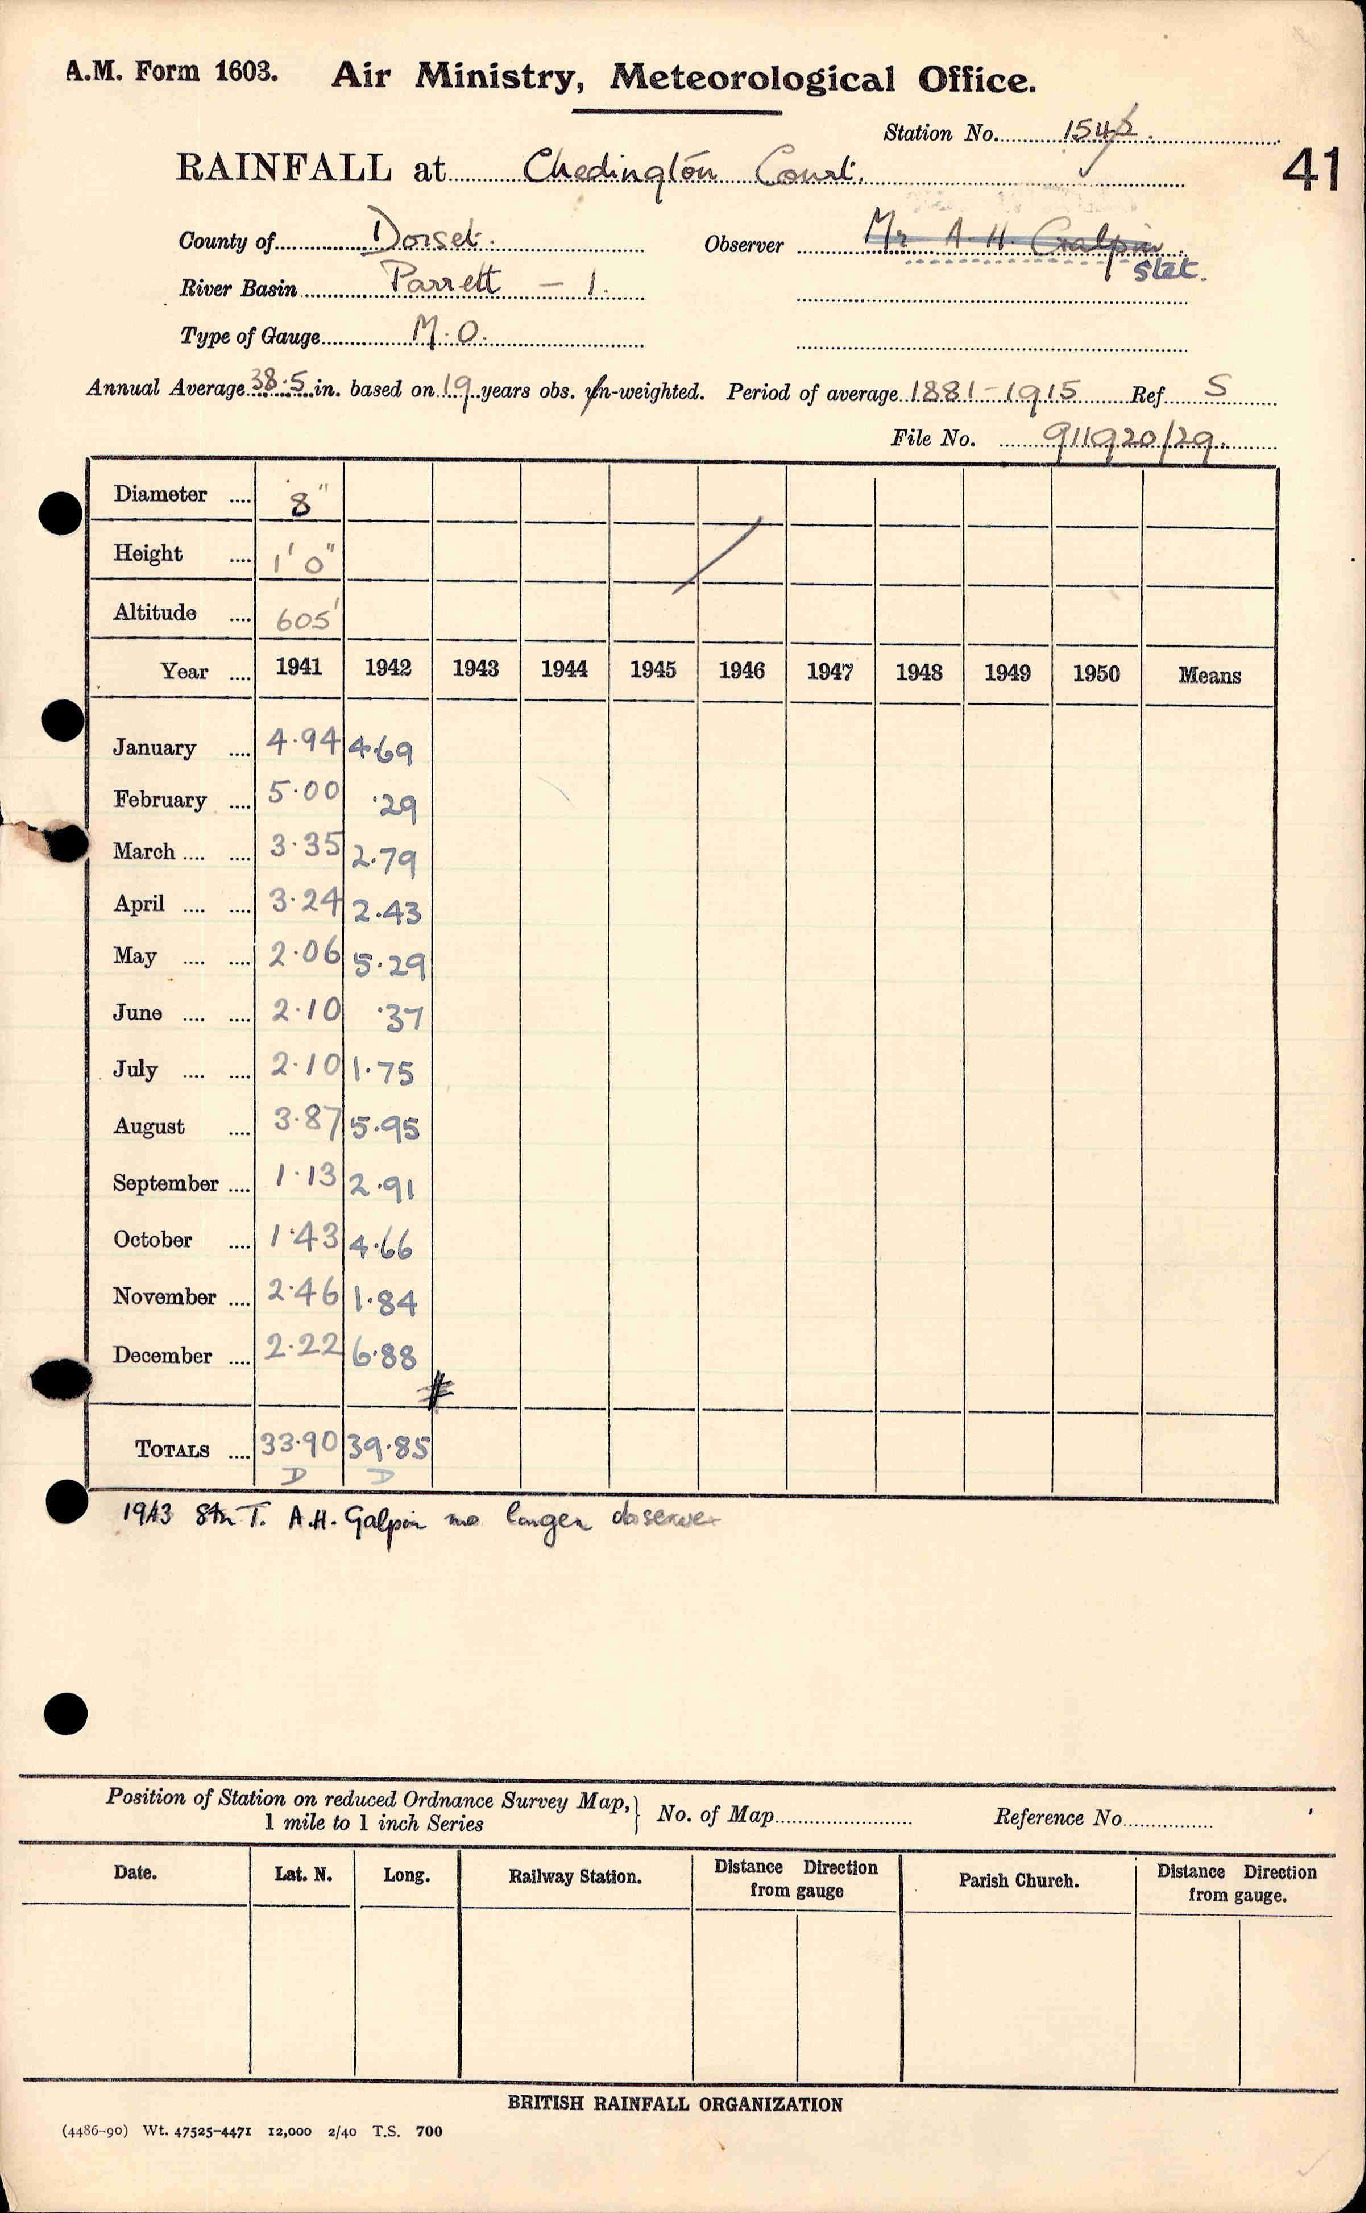 A.M. Form 1603. Air Ministry, Meteorological Office.
Station No. 1542
RAINFALL at Chedington Court. 41
County of Dorset. Observer Mr A. H. Galpin
stet.
River Basin Parrett - 1.
Type of Gauge M.O.
Annual Average 38.5 in. based on 19 years obs. un-weighted. Period of average 1881-1915 Ref. S
File No. 911920/29.
Diameter .... 8"
Height .... 1' 0"
Altitude .... 605'
Year .... 1941 1942 1943 1944 1945 1946 1947 1948 1949 1950 Means
January .... 4.94 4.69
February .... 5.00 .29
March .... .... 3.35 2.79
April .... .... 3.24 2.43
May .... .... 2.06 5.29
June .... .... 2.10 .37
July .... .... 2.10 1.75
August .... 3.87 5.95
September .... 1.13 2.91
October .... 1.43 4.66
November .... 2.46 1.84
December .... 2.22 6.88
TOTALS .... 33.90 39.85
D D
1943 Stn T. A.H. Galpin no longer observer
Position of Station on reduced Ordnance Survey Map, 1 mile to 1 inch Series } No. of Map Reference No.
Date. Lat. N. Long. Railway Station. Distance Direction from gauge Parish Church. Distance Direction from gauge.
BRITISH RAINFALL ORGANIZATION
(4486-90) Wt. 47525-4471 12,000 2/40 T.S. 700